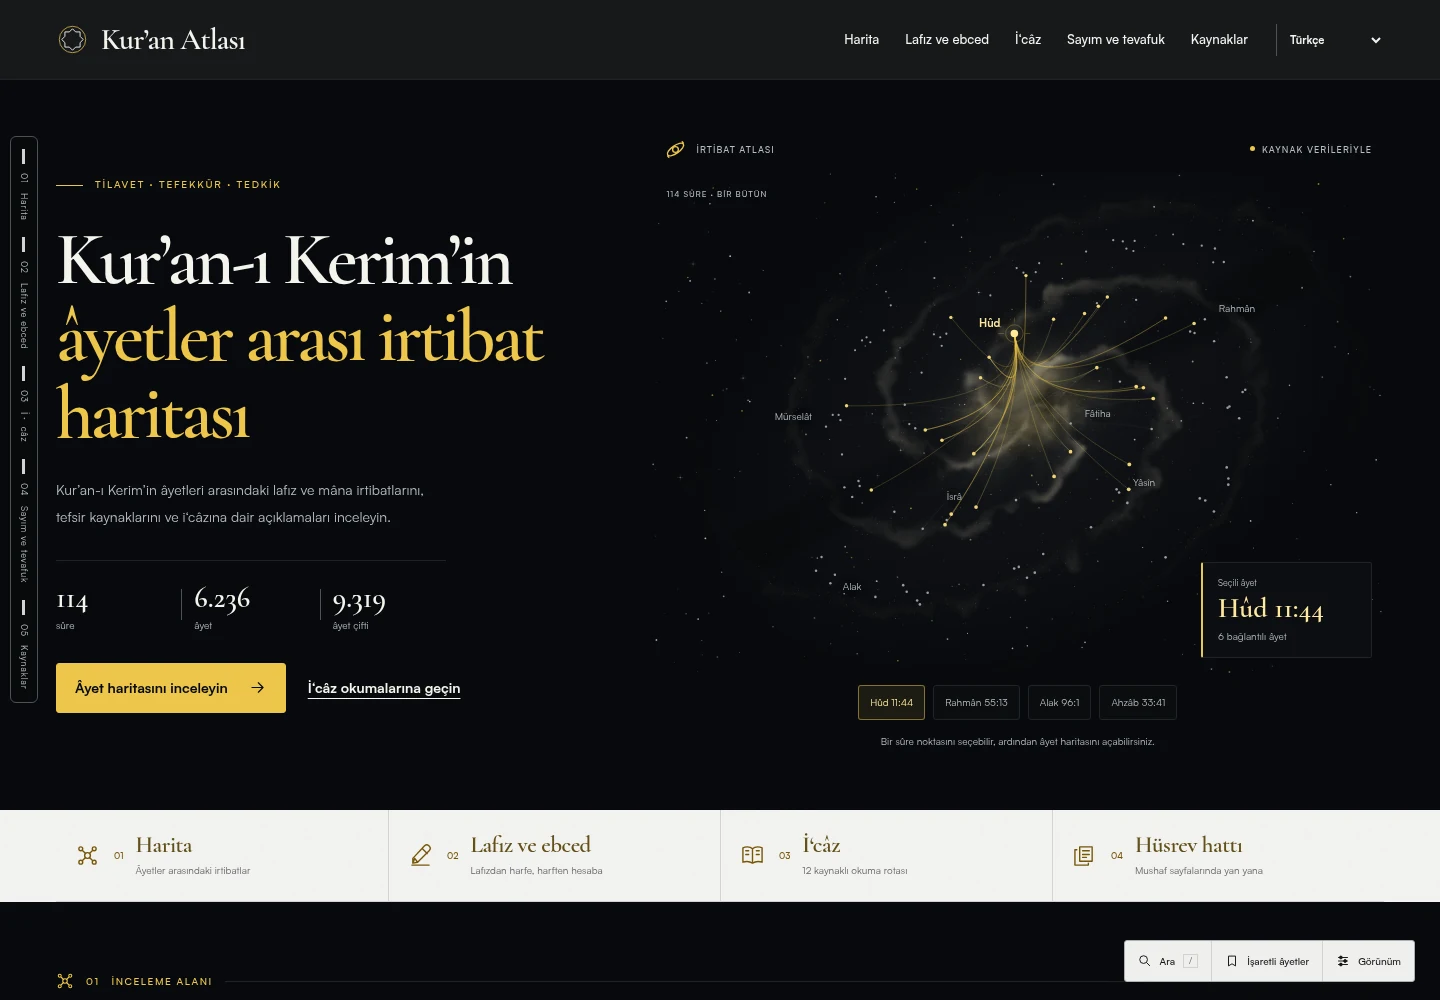 Kur’an Atlası
Harita
Lafız ve ebced
İ‘câz
Sayım ve tevafuk
Kaynaklar
Türkçe
01 Harita
02 Lafız ve ebced
03 İ‘câz
04 Sayım ve tevafuk
05 Kaynaklar
TİLAVET · TEFEKKÜR · TEDKİK
Kur’an-ı Kerim’in
âyetler arası irtibat
haritası
Kur’an-ı Kerim’in âyetleri arasındaki lafız ve mâna irtibatlarını,
tefsir kaynaklarını ve i‘câzına dair açıklamaları inceleyin.
114
sûre
6.236
âyet
9.319
âyet çifti
Âyet haritasını inceleyin →
İ‘câz okumalarına geçin
İRTİBAT ATLASI
KAYNAK VERİLERİYLE
114 SÛRE · BİR BÜTÜN
Hûd
Rahmân
Mürselât
Fâtiha
Yâsîn
İsrâ
Alak
Seçili âyet
Hûd 11:44
6 bağlantılı âyet
Hûd 11:44
Rahmân 55:13
Alak 96:1
Ahzâb 33:41
Bir sûre noktasını seçebilir, ardından âyet haritasını açabilirsiniz.
01 Harita
Âyetler arasındaki irtibatlar
02 Lafız ve ebced
Lafızdan harfe, harften hesaba
03 İ‘câz
12 kaynaklı okuma rotası
04 Hüsrev hattı
Mushaf sayfalarında yan yana
01 İNCELEME ALANI
Ara /
İşaretli âyetler
Görünüm